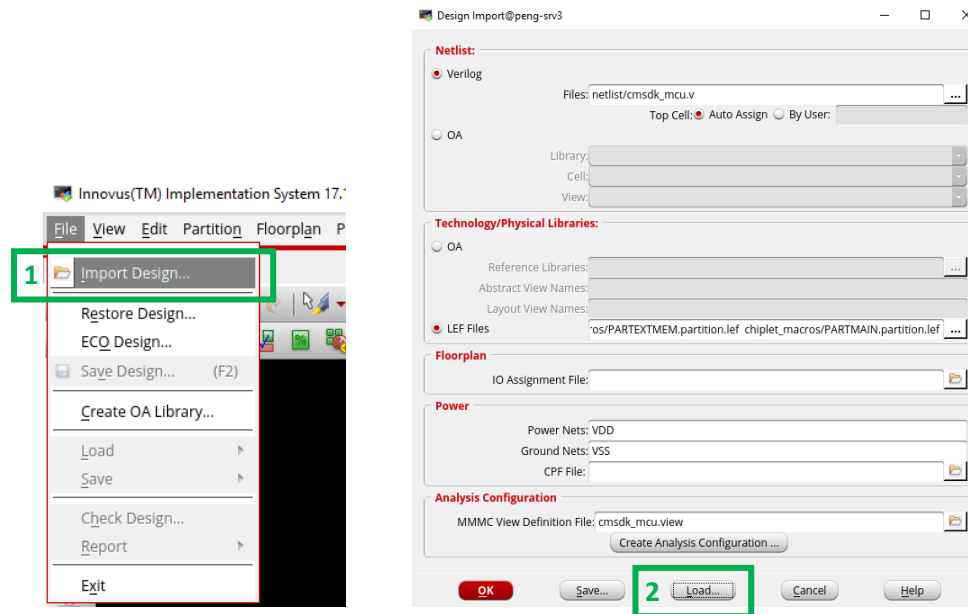 Innovus(TM) Implementation System 17.1
File View Edit Partition Floorplan P
1
Import Design...
Restore Design...
ECO Design...
Save Design... (F2)
Create OA Library...
Load
Save
Check Design...
Report
Exit
Design Import@peng-srv3
Netlist:
Verilog
Files: netlist/cmsdk_mcu.v ...
Top Cell: Auto Assign By User:
OA
Library:
Cell:
View:
Technology/Physical Libraries:
OA
Reference Libraries: ...
Abstract View Names:
Layout View Names:
LEF Files ros/PARTEXTMEM.partition.lef chiplet_macros/PARTMAIN.partition.lef ...
Floorplan
IO Assignment File:
Power
Power Nets: VDD
Ground Nets: VSS
CPF File:
Analysis Configuration
MMMC View Definition File: cmsdk_mcu.view
Create Analysis Configuration ...
OK Save... 2 Load... Cancel Help